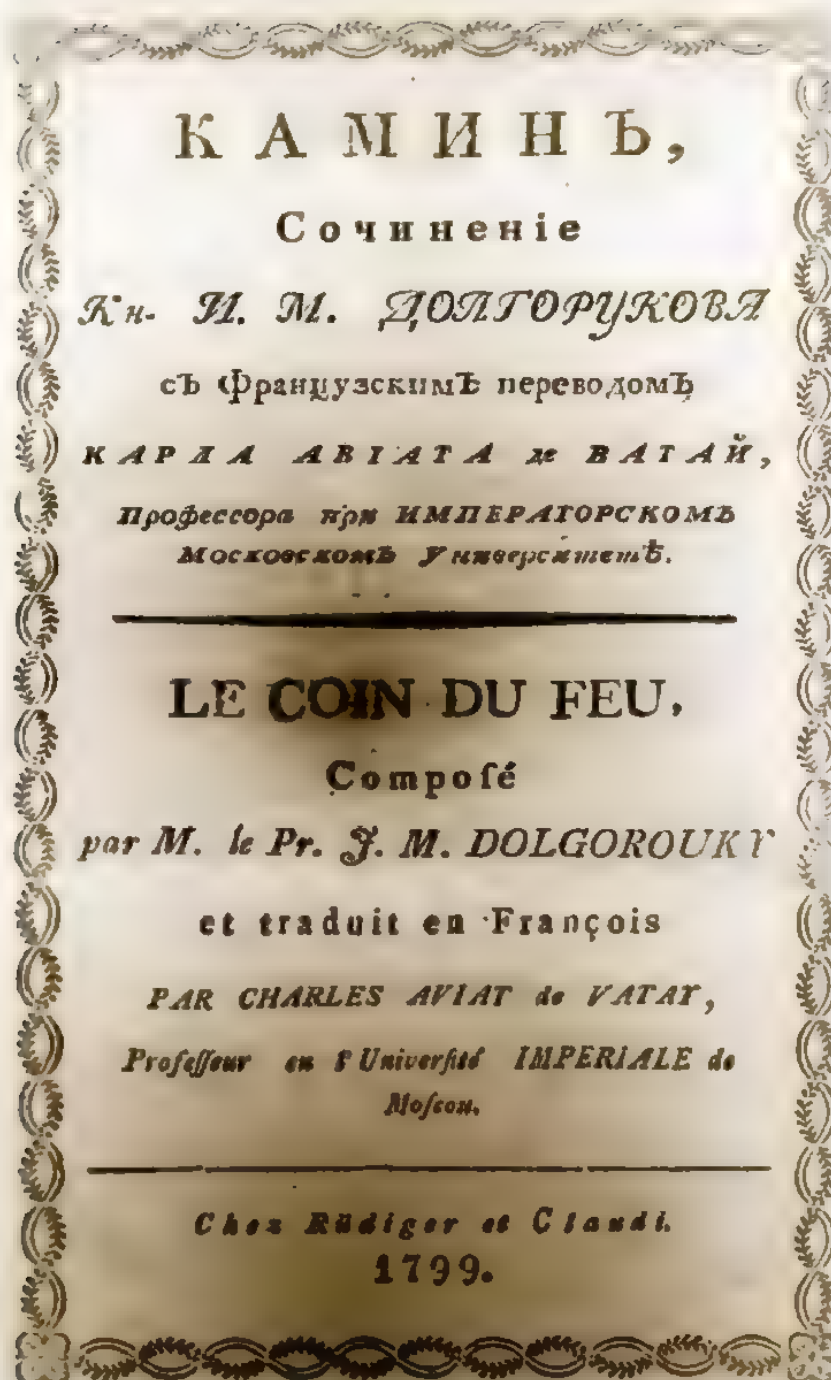 КАМИНЪ,
Сочиненіе
Кн. И. М. ДОЛГОРУКОВА
съ Французскимъ переводомъ
КАРЛА АВІАТА де ВАТАЙ,
Профессора при ИМПЕРАТОРСКОМЪ
Московскомъ Университетѣ.
LE COIN DU FEU,
Compoſé
par M. le Pr. J. M. DOLGOROUKY
et traduit en François
PAR CHARLES AVIAT de VATAY,
Profeſſeur en l'Univerſité IMPERIALE de
Moſcou.
Chez Rüdiger et Claudi.
1799.